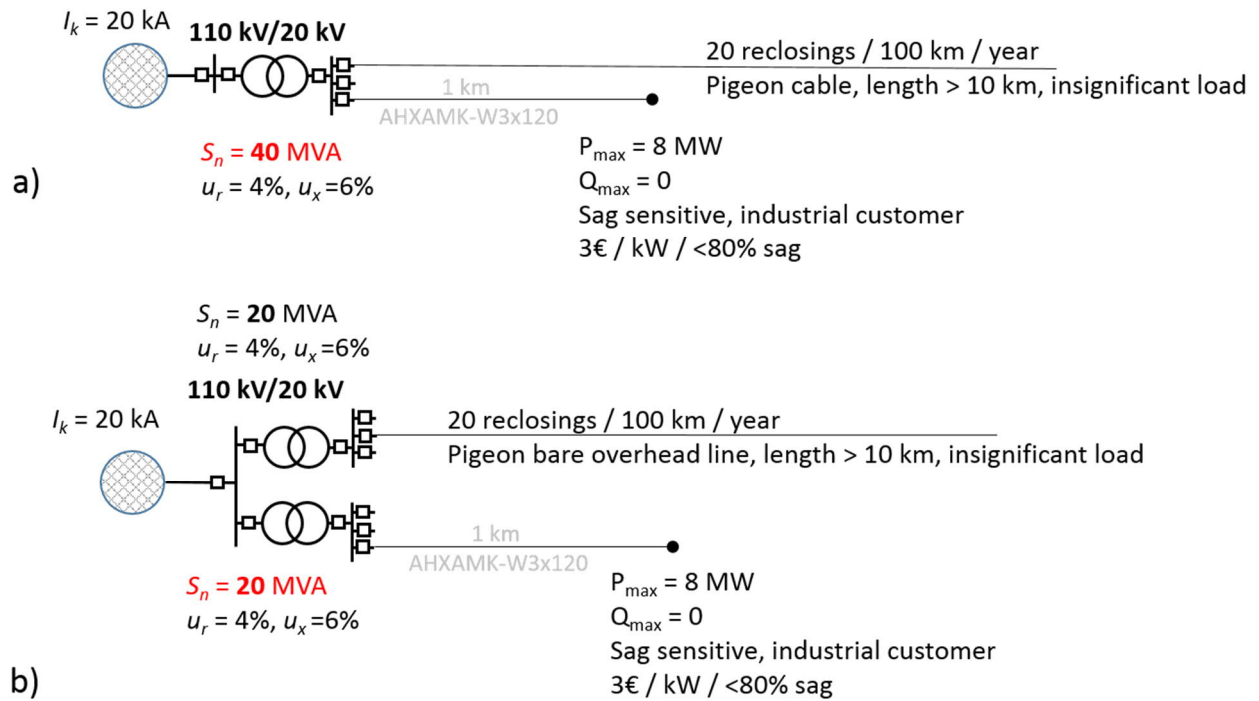 I_k = 20 kA
110 kV/20 kV
20 reclosings / 100 km / year
Pigeon cable, length > 10 km, insignificant load
1 km
AHXAMK-W3x120
S_n = 40 MVA
u_r = 4%, u_x =6%
a)
P_max = 8 MW
Q_max = 0
Sag sensitive, industrial customer
3€ / kW / <80% sag
S_n = 20 MVA
u_r = 4%, u_x =6%
110 kV/20 kV
I_k = 20 kA
20 reclosings / 100 km / year
Pigeon bare overhead line, length > 10 km, insignificant load
1 km
AHXAMK-W3x120
S_n = 20 MVA
u_r = 4%, u_x =6%
P_max = 8 MW
Q_max = 0
Sag sensitive, industrial customer
3€ / kW / <80% sag
b)